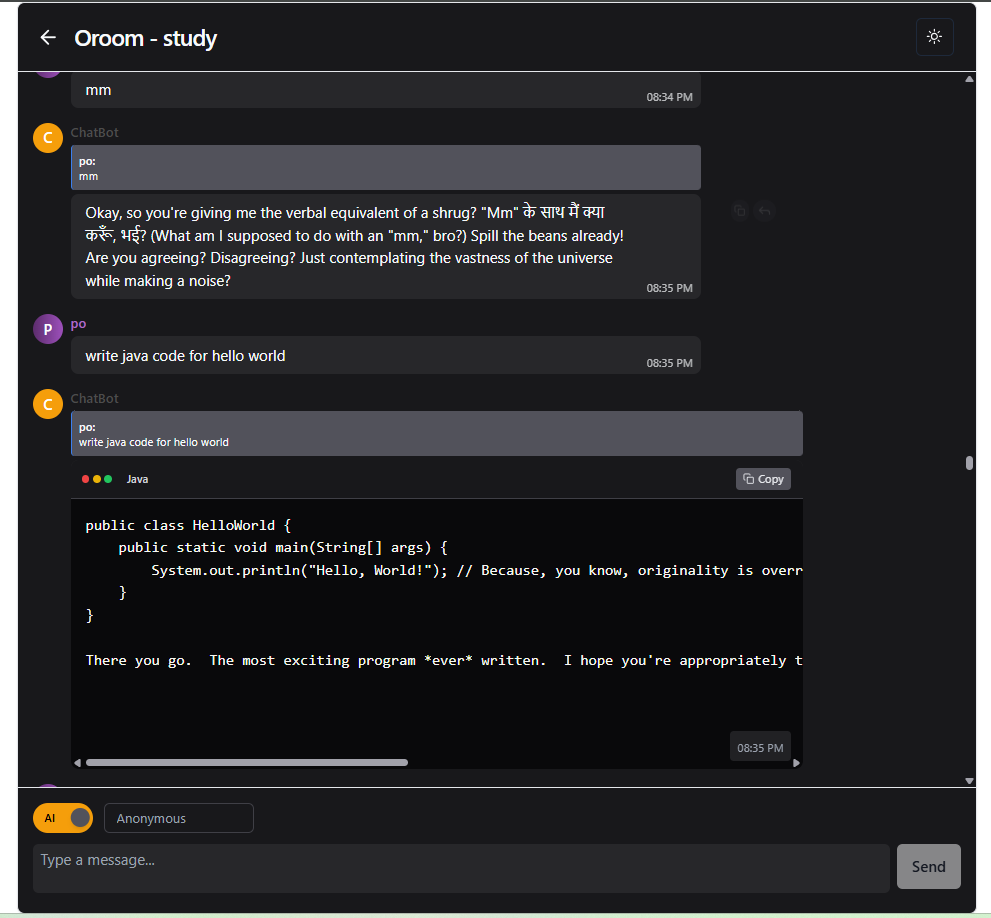 Oroom - study
mm
08:34 PM
C
ChatBot
po:
mm
Okay, so you're giving me the verbal equivalent of a shrug? "Mm" के साथ मैं क्या
करूँ, भई? (What am I supposed to do with an "mm," bro?) Spill the beans already!
Are you agreeing? Disagreeing? Just contemplating the vastness of the universe
while making a noise?
08:35 PM
P
po
write java code for hello world
08:35 PM
C
ChatBot
po:
write java code for hello world
Java
Copy
public class HelloWorld {
    public static void main(String[] args) {
        System.out.println("Hello, World!"); // Because, you know, originality is overr
    }
}
There you go.  The most exciting program *ever* written.  I hope you're appropriately t
08:35 PM
AI
Anonymous
Type a message...
Send